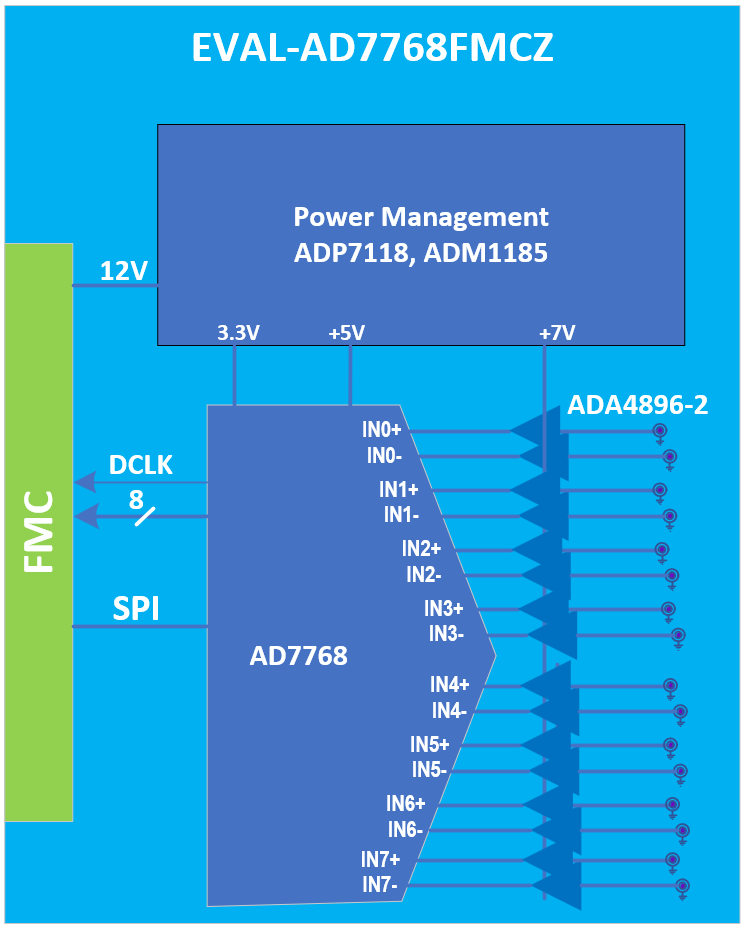 EVAL-AD7768FMCZ
Power Management
ADP7118, ADM1185
12V
3.3V
+5V
+7V
ADA4896-2
IN0+
IN0-
DCLK
8
IN1+
IN1-
FMC
IN2+
IN2-
SPI
IN3+
IN3-
AD7768
IN4+
IN4-
IN5+
IN5-
IN6+
IN6-
IN7+
IN7-